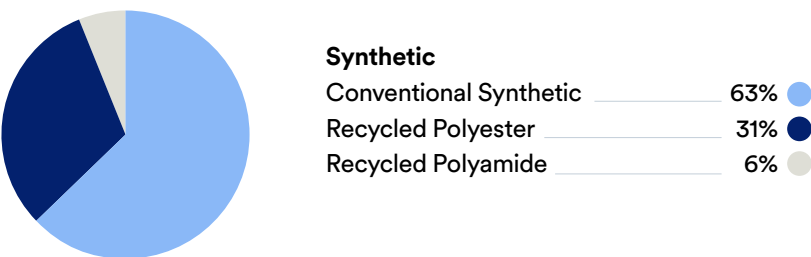 Synthetic
Conventional Synthetic 63%
Recycled Polyester 31%
Recycled Polyamide 6%